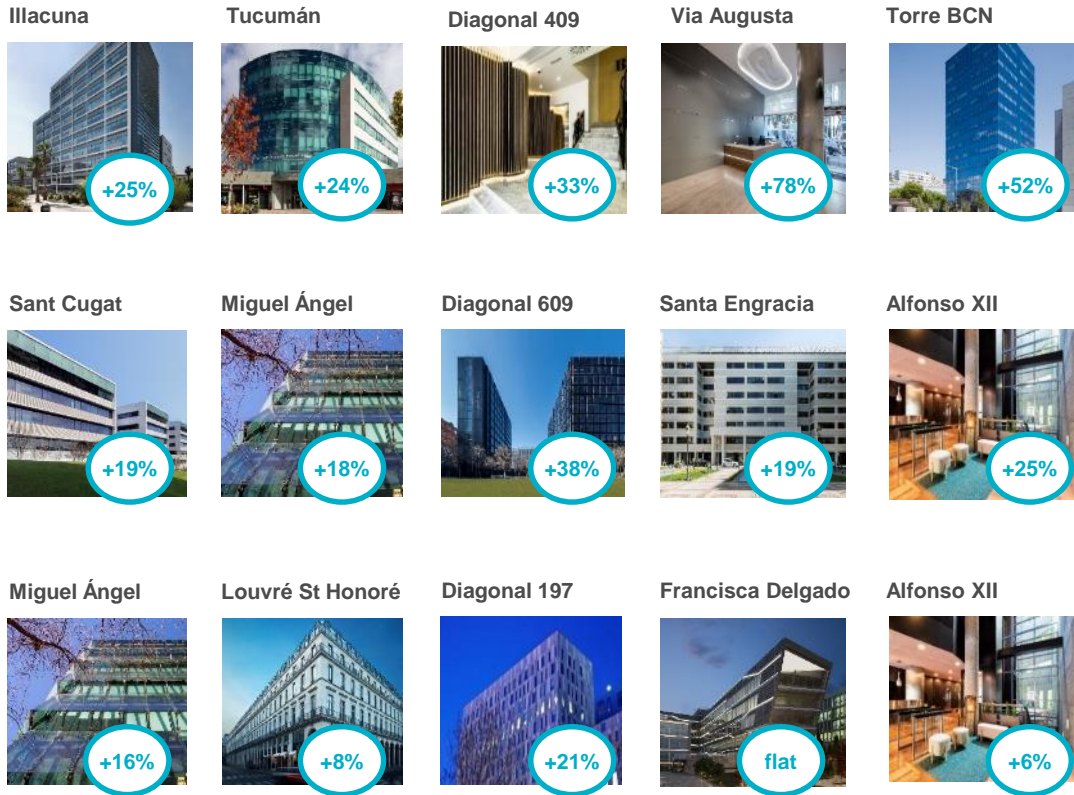 Illacuna
Tucumán
Diagonal 409
Via Augusta
Torre BCN
+25%
+24%
+33%
+78%
+52%
Sant Cugat
Miguel Ángel
Diagonal 609
Santa Engracia
Alfonso XII
+19%
+18%
+38%
+19%
+25%
Miguel Ángel
Louvré St Honoré
Diagonal 197
Francisca Delgado
Alfonso XII
+16%
+8%
+21%
flat
+6%